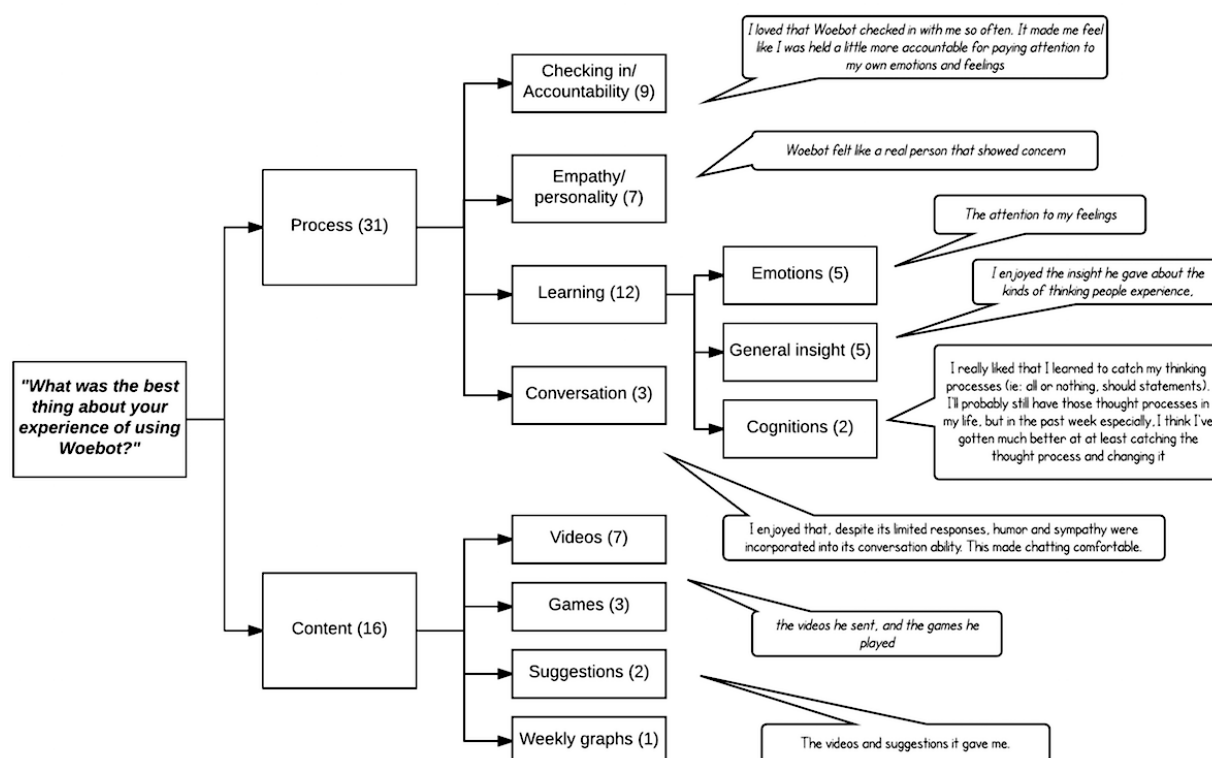 "What was the best
thing about your
experience of using
Woebot?"
Process (31)
Checking in/
Accountability (9)
I loved that Woebot checked in with me so often. It made me feel
like I was held a little more accountable for paying attention to
my own emotions and feelings
Empathy/
personality (7)
Woebot felt like a real person that showed concern
Learning (12)
Emotions (5)
The attention to my feelings
General insight (5)
I enjoyed the insight he gave about the
kinds of thinking people experience,
Cognitions (2)
I really liked that I learned to catch my thinking
processes (ie: all or nothing, should statements).
I'll probably still have those thought processes in
my life, but in the past week especially, I think I've
gotten much better at at least catching the
thought process and changing it
Conversation (3)
I enjoyed that, despite its limited responses, humor and sympathy were
incorporated into its conversation ability. This made chatting comfortable.
Content (16)
Videos (7)
the videos he sent, and the games he
played
Games (3)
Suggestions (2)
The videos and suggestions it gave me.
Weekly graphs (1)